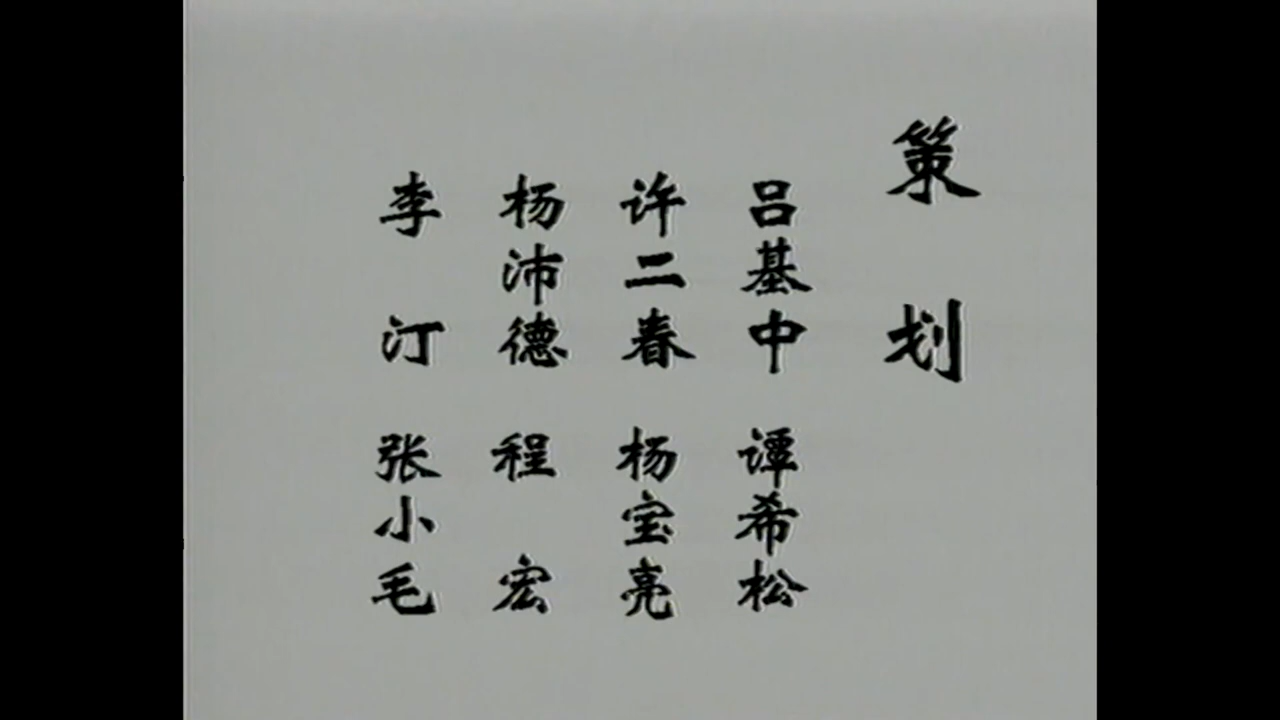 策划
吕基中 谭希松
许二春 杨宝亮
杨沛德 程宏
李汀 张小毛